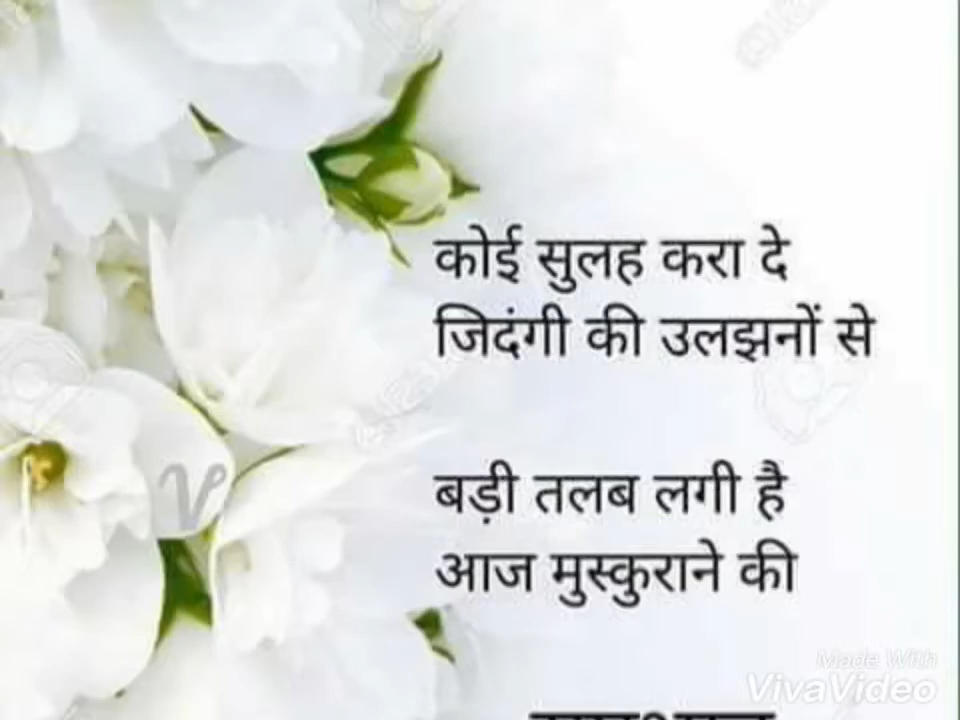 कोई सुलह करा दे
जिदंगी की उलझनों से
बड़ी तलब लगी है
आज मुस्कुराने की
Made With
VivaVideo